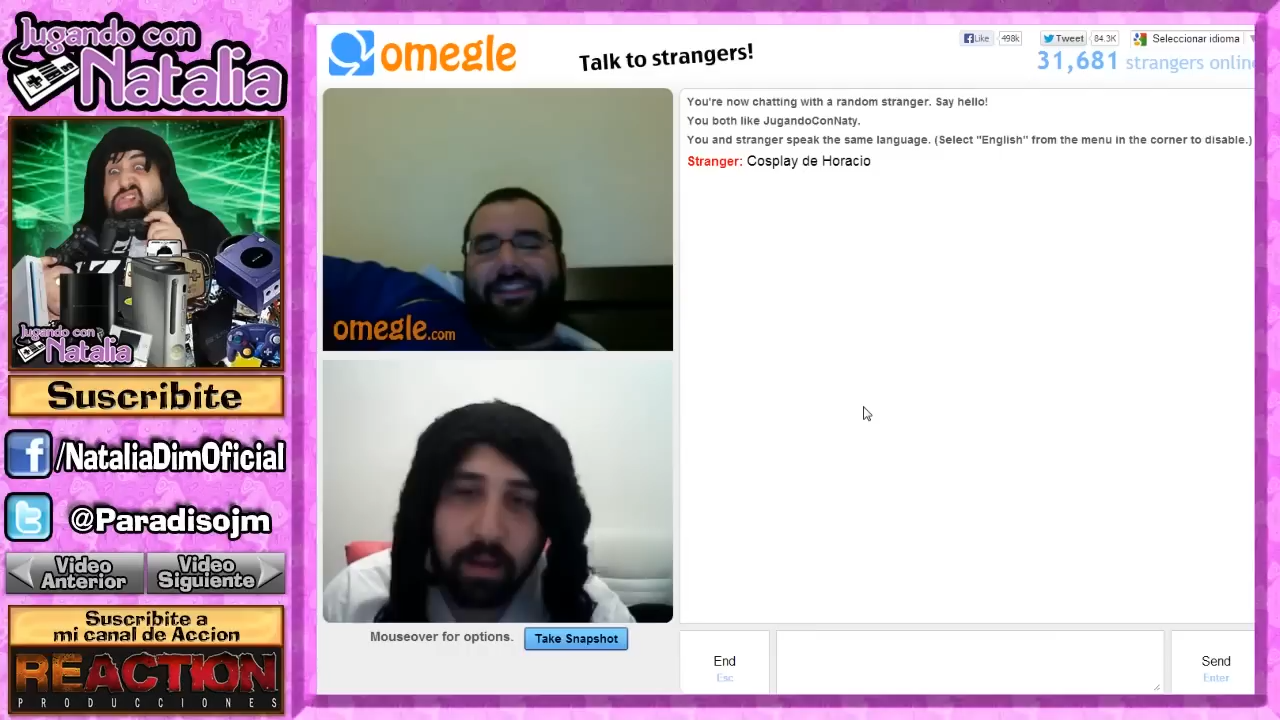 Jugando con
Natalia
Jugando con
Natalia
Suscribite
/NataliaDimOficial
@Paradisojm
Video
Anterior
Video
Siguiente
Suscribite a
mi canal de Accion
REACTION
PRODUCCIONES
omegle
Talk to strangers!
Like 498k
Tweet 84.3K
Seleccionar idioma
31,681 strangers online
omegle.com
You're now chatting with a random stranger. Say hello!
You both like JugandoConNaty.
You and stranger speak the same language. (Select "English" from the menu in the corner to disable.)
Stranger: Cosplay de Horacio
Mouseover for options.
Take Snapshot
End
Esc
Send
Enter